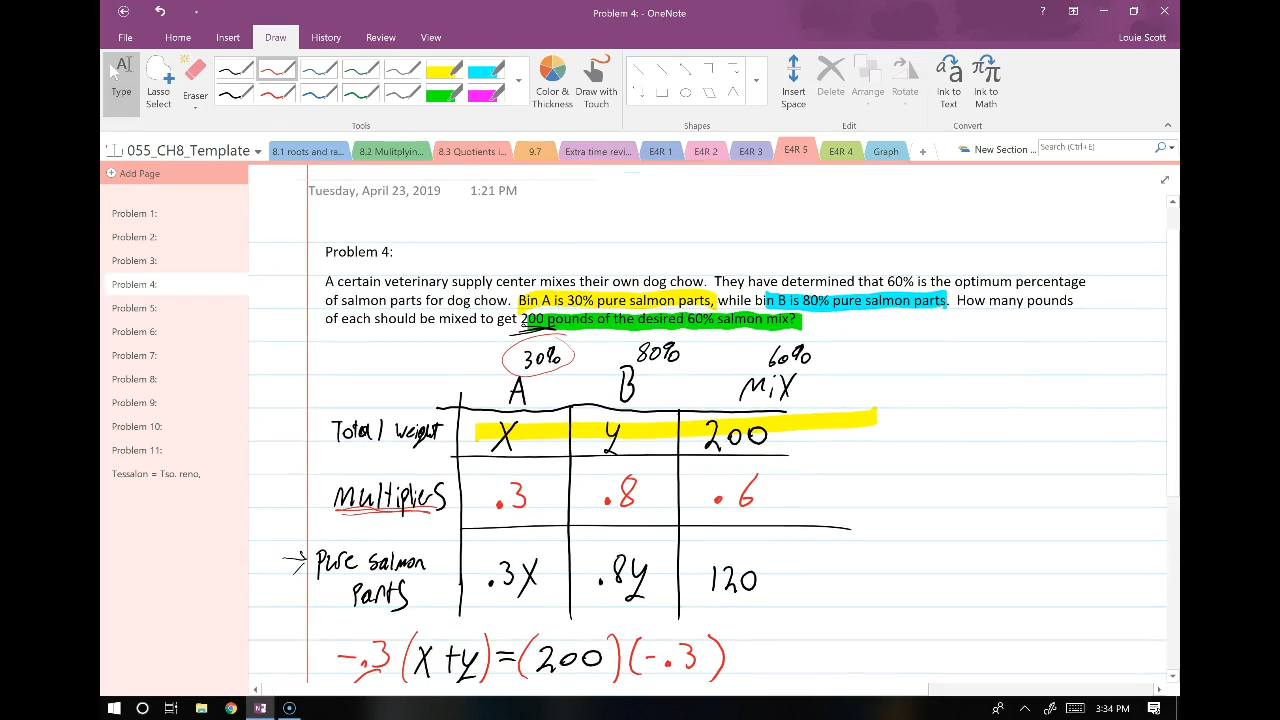 Problem 4: - OneNote
?
File Home Insert Draw History Review View
Louie Scott
Type
Lasso Select
Eraser
Color & Thickness
Draw with Touch
Insert Space
Delete
Arrange
Rotate
Ink to Text
Ink to Math
Tools Shapes Edit Convert
055_CH8_Template
8.1 roots and ra... 8.2 Mulitplying 8.3 Quotients i... 9.7 Extra time revi... E4R 1 E4R 2 E4R 3 E4R 5 E4R 4 Graph + New Section ... Search (Ctrl+E)
Add Page
Problem 1:
Problem 2:
Problem 3:
Problem 4:
Problem 5:
Problem 6:
Problem 7:
Problem 8:
Problem 9:
Problem 10:
Problem 11:
Tessalon = Tso. reno,
Tuesday, April 23, 2019 1:21 PM
Problem 4:
A certain veterinary supply center mixes their own dog chow. They have determined that 60% is the optimum percentage
of salmon parts for dog chow. Bin A is 30% pure salmon parts, while bin B is 80% pure salmon parts. How many pounds
of each should be mixed to get 200 pounds of the desired 60% salmon mix?
30% 80% 60%
A B Mix
Total weight X y 200
Multipliers .3 .8 .6
→ Pure salmon parts .3X .8y 120
-.3 (X + y) = (200) (-.3)
3:34 PM